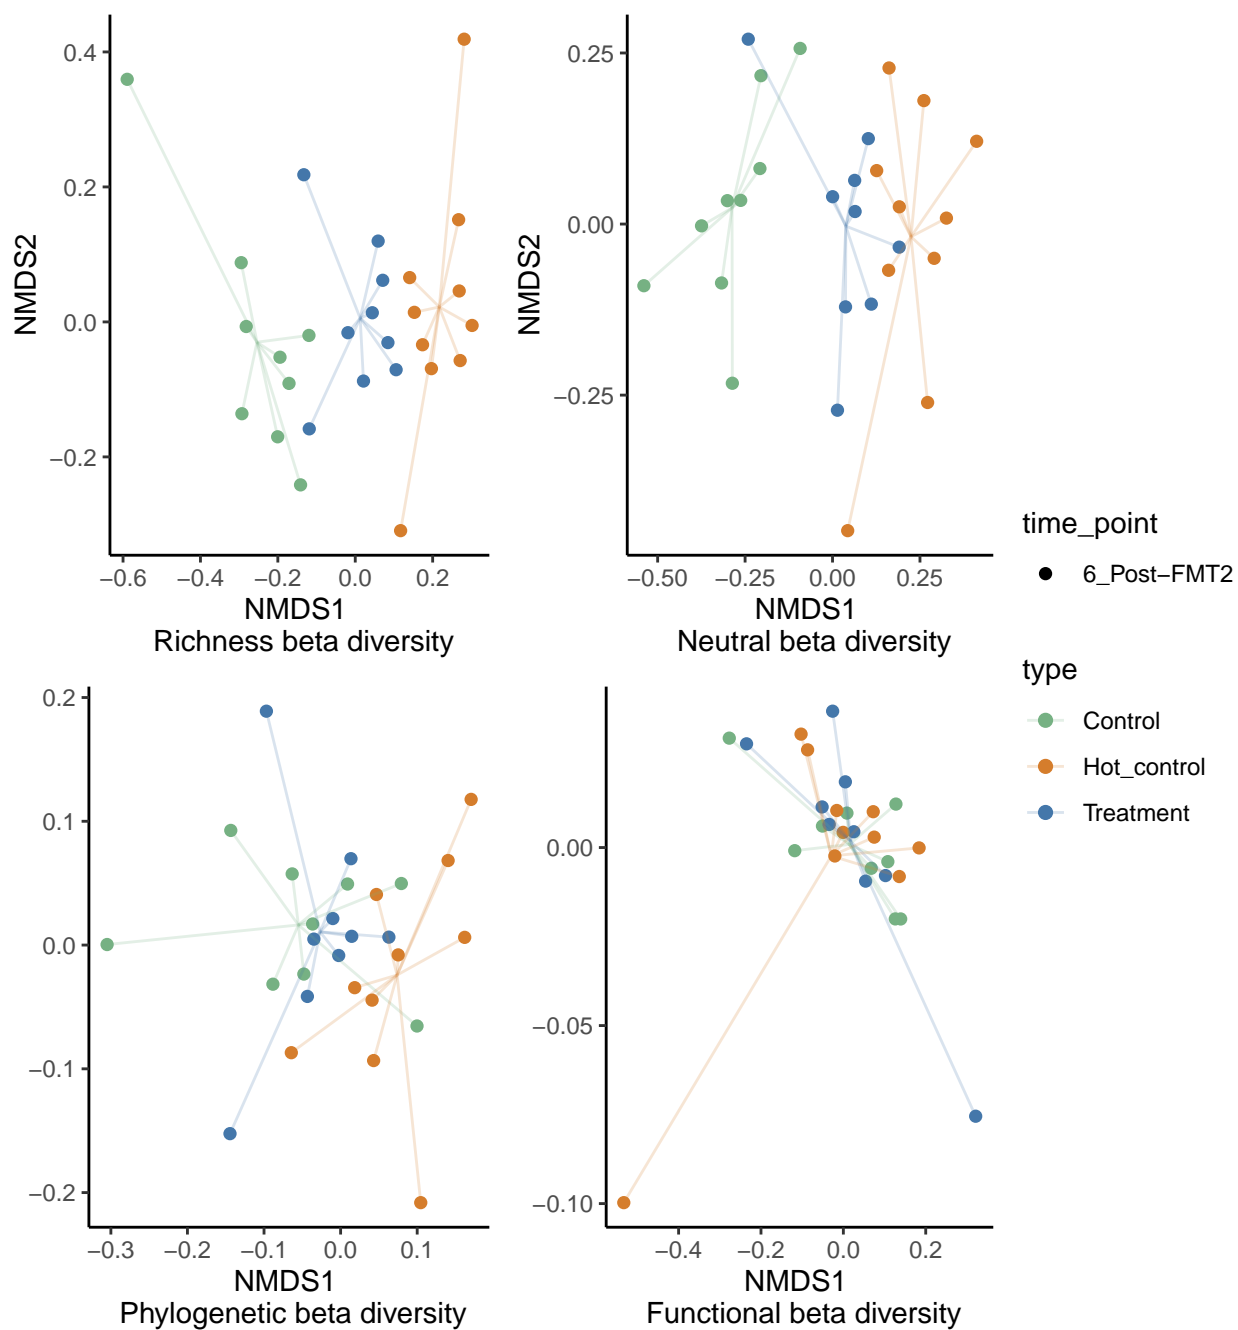 0.4
0.2
0.0
−0.2
NMDS2
−0.6
−0.4
−0.2
0.0
0.2
NMDS1
Richness beta diversity
0.25
0.00
−0.25
NMDS2
−0.50
−0.25
0.00
0.25
NMDS1
Neutral beta diversity
0.2
0.1
0.0
−0.1
−0.2
−0.3
−0.2
−0.1
0.0
0.1
NMDS1
Phylogenetic beta diversity
0.00
−0.05
−0.10
−0.4
−0.2
0.0
0.2
NMDS1
Functional beta diversity
time_point
6_Post−FMT2
type
Control
Hot_control
Treatment